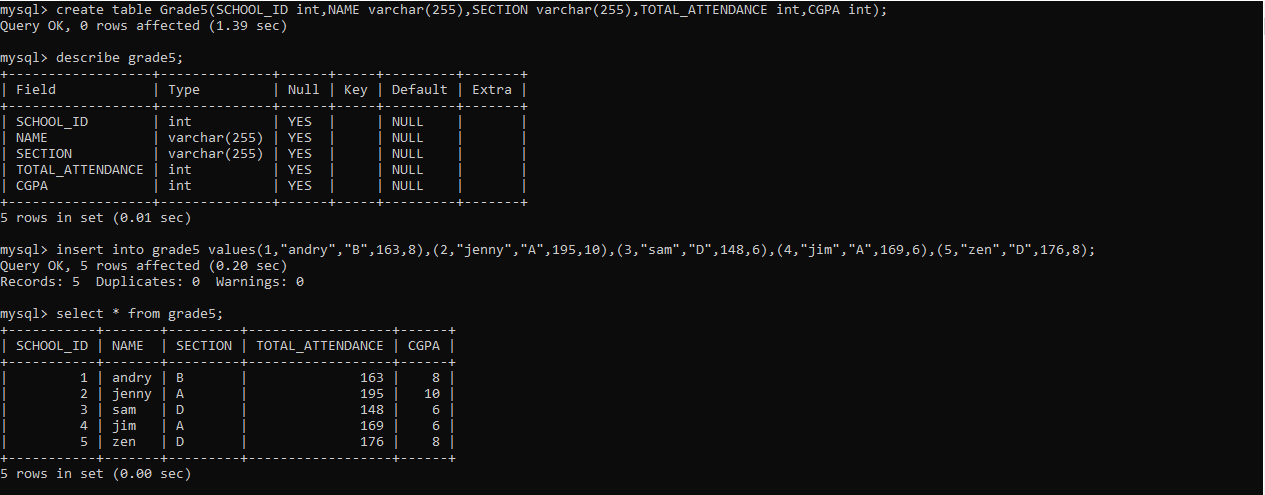 mysql> create table Grade5(SCHOOL_ID int,NAME varchar(255),SECTION varchar(255),TOTAL_ATTENDANCE int,CGPA int);
Query OK, 0 rows affected (1.39 sec)
mysql> describe grade5;
+------------------+--------------+------+-----+---------+-------+
| Field            | Type         | Null | Key | Default | Extra |
+------------------+--------------+------+-----+---------+-------+
| SCHOOL_ID        | int          | YES  |     | NULL    |       |
| NAME             | varchar(255) | YES  |     | NULL    |       |
| SECTION          | varchar(255) | YES  |     | NULL    |       |
| TOTAL_ATTENDANCE | int          | YES  |     | NULL    |       |
| CGPA             | int          | YES  |     | NULL    |       |
+------------------+--------------+------+-----+---------+-------+
5 rows in set (0.01 sec)
mysql> insert into grade5 values(1,"andry","B",163,8),(2,"jenny","A",195,10),(3,"sam","D",148,6),(4,"jim","A",169,6),(5,"zen","D",176,8);
Query OK, 5 rows affected (0.20 sec)
Records: 5  Duplicates: 0  Warnings: 0
mysql> select * from grade5;
+-----------+-------+---------+------------------+------+
| SCHOOL_ID | NAME  | SECTION | TOTAL_ATTENDANCE | CGPA |
+-----------+-------+---------+------------------+------+
|         1 | andry | B       |              163 |    8 |
|         2 | jenny | A       |              195 |   10 |
|         3 | sam   | D       |              148 |    6 |
|         4 | jim   | A       |              169 |    6 |
|         5 | zen   | D       |              176 |    8 |
+-----------+-------+---------+------------------+------+
5 rows in set (0.00 sec)